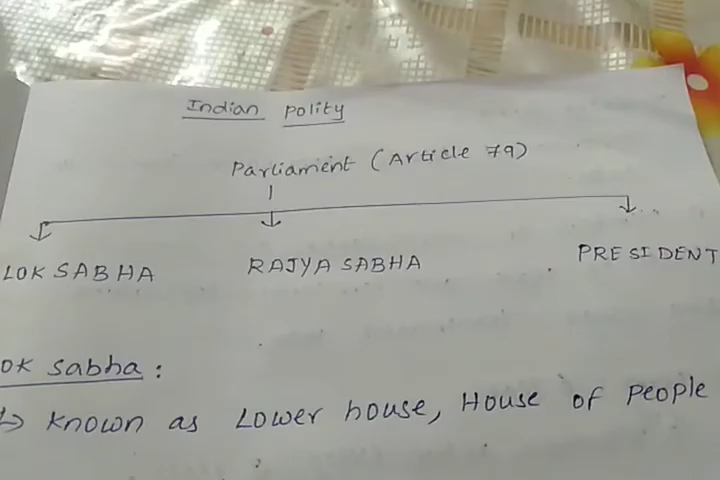 Indian Polity
Parliament (Article 79)
LOK SABHA RAJYA SABHA PRESIDENT
OK Sabha :
Known as Lower house, House of People